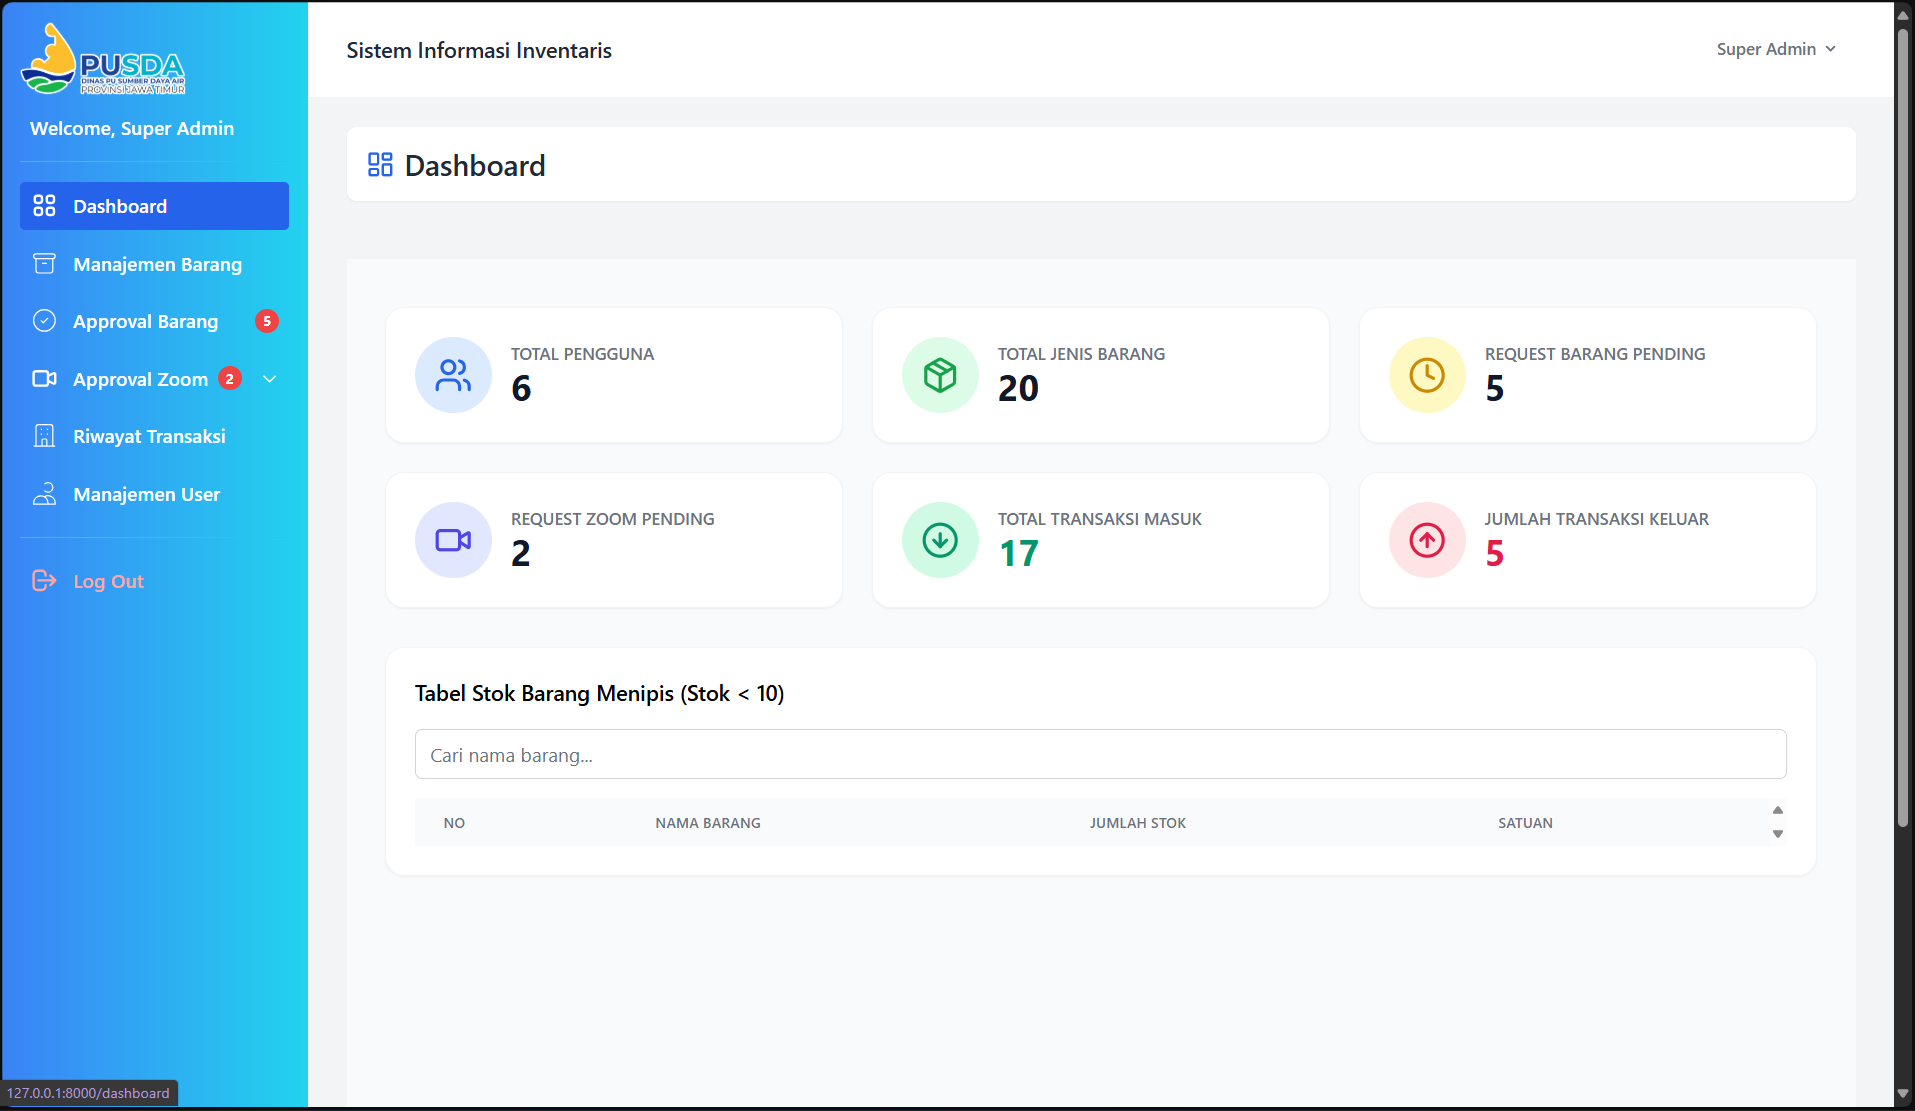 PUSDA
DINAS PU SUMBER DAYA AIR
PROVINSI JAWA TIMUR
Welcome, Super Admin
Dashboard
Manajemen Barang
Approval Barang 5
Approval Zoom 2
Riwayat Transaksi
Manajemen User
Log Out
Sistem Informasi Inventaris
Super Admin
Dashboard
TOTAL PENGGUNA
6
TOTAL JENIS BARANG
20
REQUEST BARANG PENDING
5
REQUEST ZOOM PENDING
2
TOTAL TRANSAKSI MASUK
17
JUMLAH TRANSAKSI KELUAR
5
Tabel Stok Barang Menipis (Stok < 10)
Cari nama barang...
NO NAMA BARANG JUMLAH STOK SATUAN
127.0.0.1:8000/dashboard